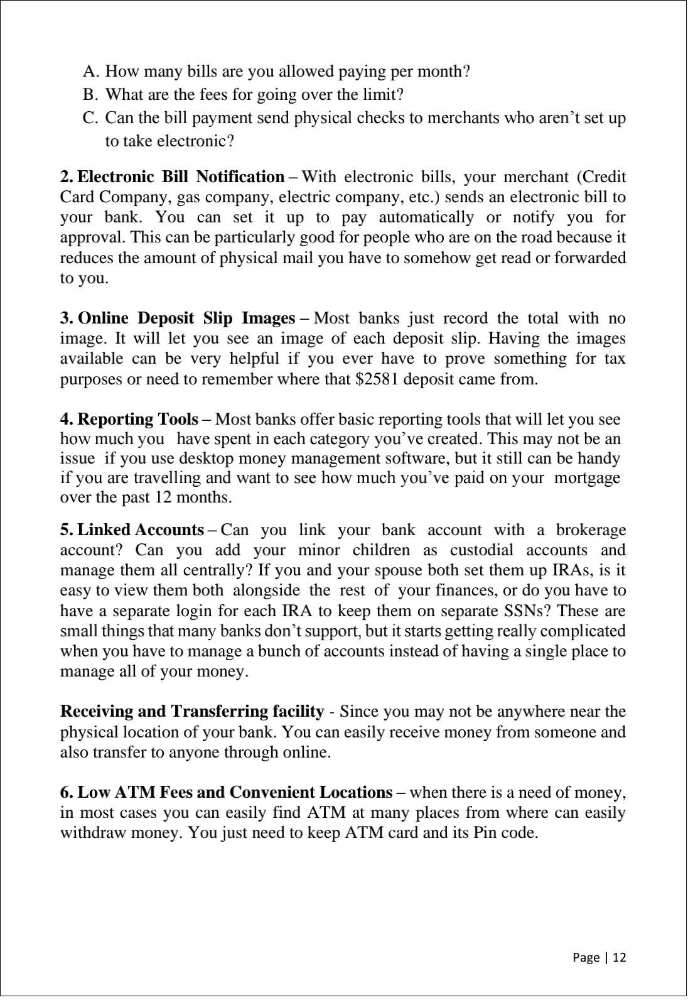 A. How many bills are you allowed paying per month?
B. What are the fees for going over the limit?
C. Can the bill payment send physical checks to merchants who aren’t set up
to take electronic?
2. Electronic Bill Notification – With electronic bills, your merchant (Credit
Card Company, gas company, electric company, etc.) sends an electronic bill to
your bank. You can set it up to pay automatically or notify you for
approval. This can be particularly good for people who are on the road because it
reduces the amount of physical mail you have to somehow get read or forwarded
to you.
3. Online Deposit Slip Images – Most banks just record the total with no
image. It will let you see an image of each deposit slip. Having the images
available can be very helpful if you ever have to prove something for tax
purposes or need to remember where that $2581 deposit came from.
4. Reporting Tools – Most banks offer basic reporting tools that will let you see
how much you have spent in each category you’ve created. This may not be an
issue if you use desktop money management software, but it still can be handy
if you are travelling and want to see how much you’ve paid on your mortgage
over the past 12 months.
5. Linked Accounts – Can you link your bank account with a brokerage
account? Can you add your minor children as custodial accounts and
manage them all centrally? If you and your spouse both set them up IRAs, is it
easy to view them both alongside the rest of your finances, or do you have to
have a separate login for each IRA to keep them on separate SSNs? These are
small things that many banks don’t support, but it starts getting really complicated
when you have to manage a bunch of accounts instead of having a single place to
manage all of your money.
Receiving and Transferring facility - Since you may not be anywhere near the
physical location of your bank. You can easily receive money from someone and
also transfer to anyone through online.
6. Low ATM Fees and Convenient Locations – when there is a need of money,
in most cases you can easily find ATM at many places from where can easily
withdraw money. You just need to keep ATM card and its Pin code.
Page | 12